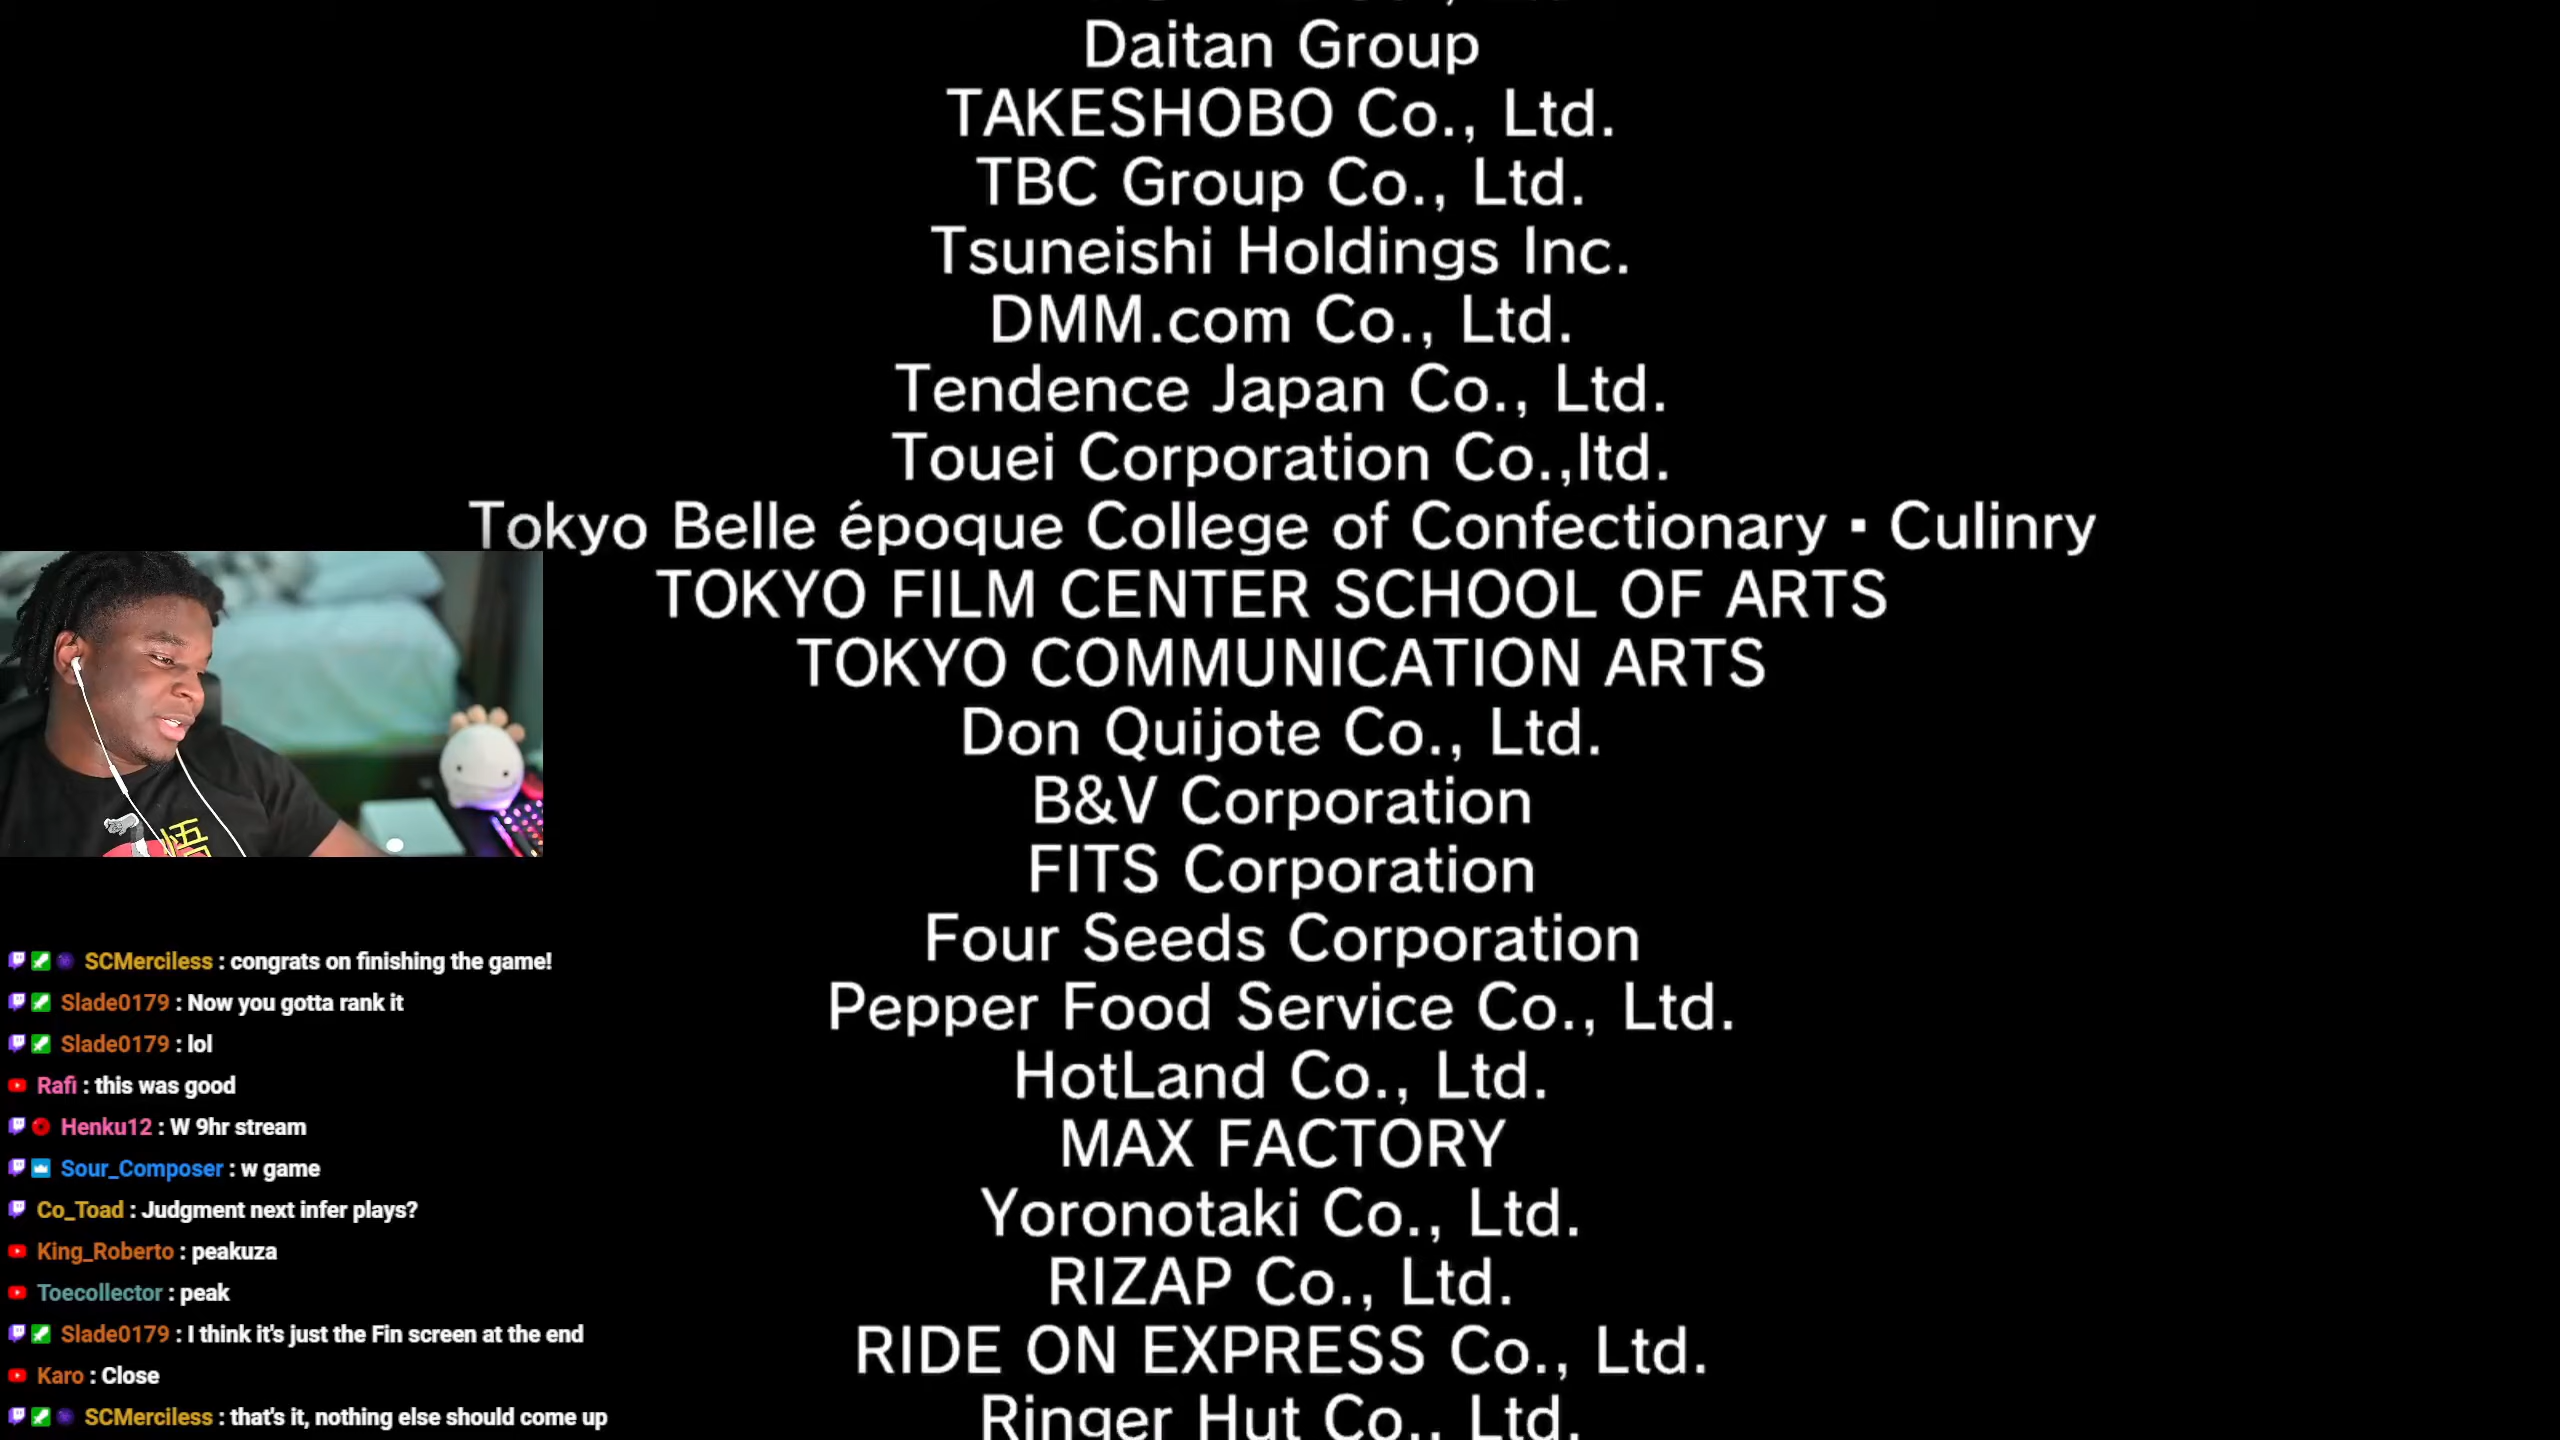 Daitan Group
TAKESHOBO Co., Ltd.
TBC Group Co., Ltd.
Tsuneishi Holdings Inc.
DMM.com Co., Ltd.
Tendence Japan Co., Ltd.
Touei Corporation Co.,ltd.
Tokyo Belle époque College of Confectionary ▪ Culinry
TOKYO FILM CENTER SCHOOL OF ARTS
TOKYO COMMUNICATION ARTS
Don Quijote Co., Ltd.
B&V Corporation
FITS Corporation
Four Seeds Corporation
Pepper Food Service Co., Ltd.
HotLand Co., Ltd.
MAX FACTORY
Yoronotaki Co., Ltd.
RIZAP Co., Ltd.
RIDE ON EXPRESS Co., Ltd.
Ringer Hut Co., Ltd.
悟
SCMerciless : congrats on finishing the game!
Slade0179 : Now you gotta rank it
Slade0179 : lol
Rafi : this was good
Henku12 : W 9hr stream
Sour_Composer : w game
Co_Toad : Judgment next infer plays?
King_Roberto : peakuza
Toecollector : peak
Slade0179 : I think it's just the Fin screen at the end
Karo : Close
SCMerciless : that's it, nothing else should come up